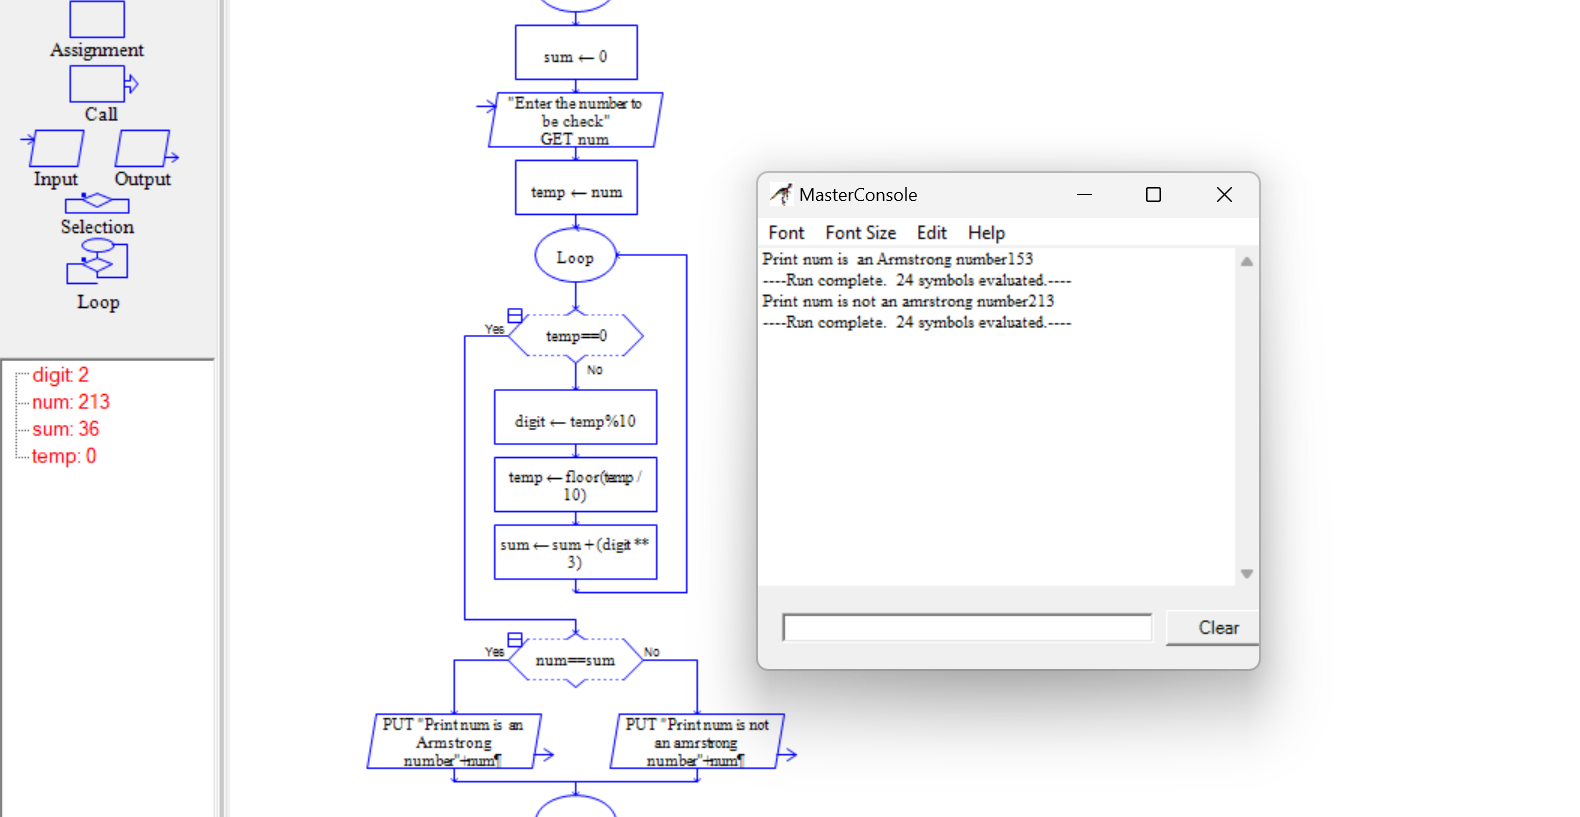 Assignment
Call
Input
Output
Selection
Loop
digit: 2
num: 213
sum: 36
temp: 0
sum ← 0
"Enter the number to
be check"
GET num
temp ← num
Loop
Yes
temp==0
No
digit ← temp%10
temp ← floor(temp /
10)
sum ← sum + (digit **
3)
Yes
num==sum
No
PUT "Print num is  an
Armstrong
number"+num¶
PUT "Print num is not
an amrstrong
number"+num¶
MasterConsole
Font Font Size Edit Help
Print num is  an Armstrong number153
----Run complete.  24 symbols evaluated.----
Print num is not an amrstrong number213
----Run complete.  24 symbols evaluated.----
Clear